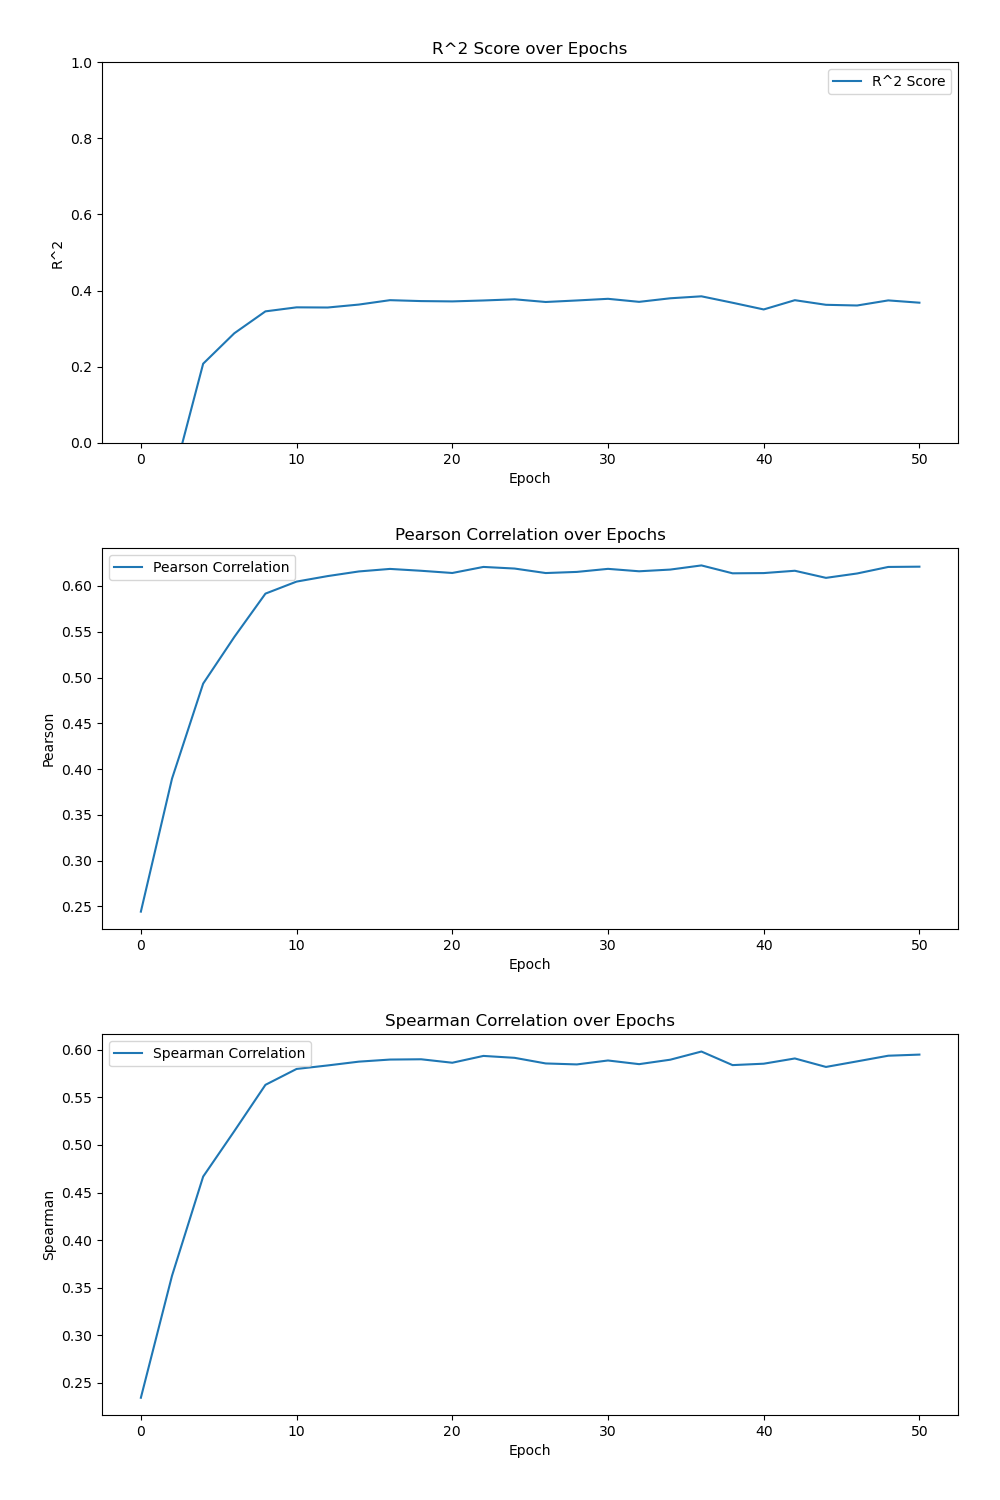 R^2 Score over Epochs
1.0
R^2 Score
0.8
0.6
R^2
0.4
0.2
0.0
0 10 20 30 40 50
Epoch
Pearson Correlation over Epochs
Pearson Correlation
0.60
0.55
0.50
0.45
Pearson
0.40
0.35
0.30
0.25
0 10 20 30 40 50
Epoch
Spearman Correlation over Epochs
Spearman Correlation
0.60
0.55
0.50
0.45
Spearman
0.40
0.35
0.30
0.25
0 10 20 30 40 50
Epoch